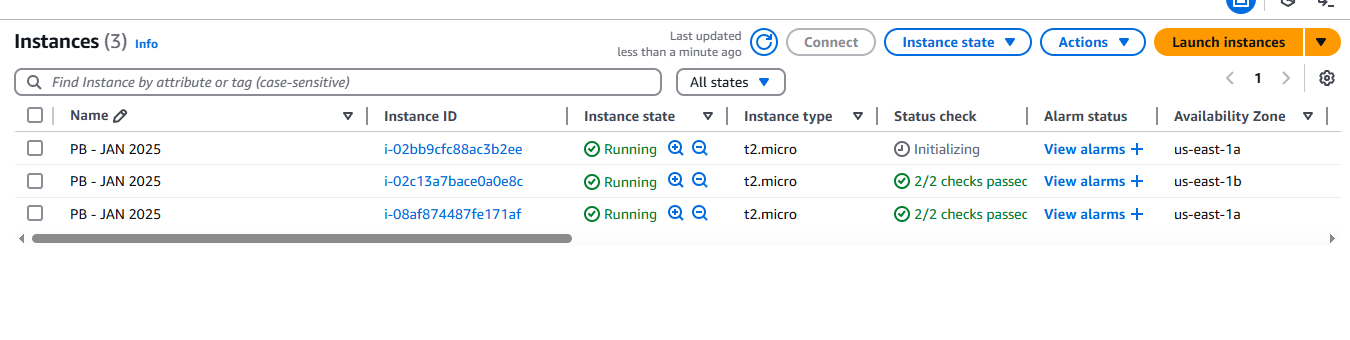 Instances (3) Info
Last updated
less than a minute ago
Connect
Instance state
Actions
Launch instances
Find Instance by attribute or tag (case-sensitive)
All states
1
Name Instance ID Instance state Instance type Status check Alarm status Availability Zone
PB - JAN 2025 i-02bb9cfc88ac3b2ee Running t2.micro Initializing View alarms + us-east-1a
PB - JAN 2025 i-02c13a7bace0a0e8c Running t2.micro 2/2 checks passec View alarms + us-east-1b
PB - JAN 2025 i-08af874487fe171af Running t2.micro 2/2 checks passec View alarms + us-east-1a